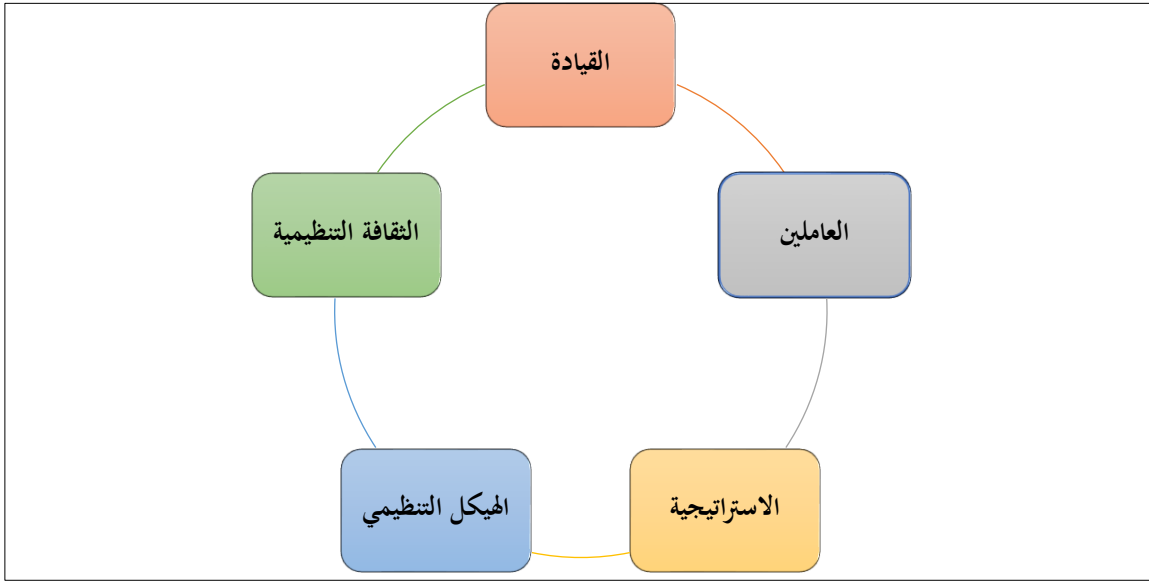 القيادة
العاملين
الثقافة التنظيمية
الاستراتيجية
الهيكل التنظيمي